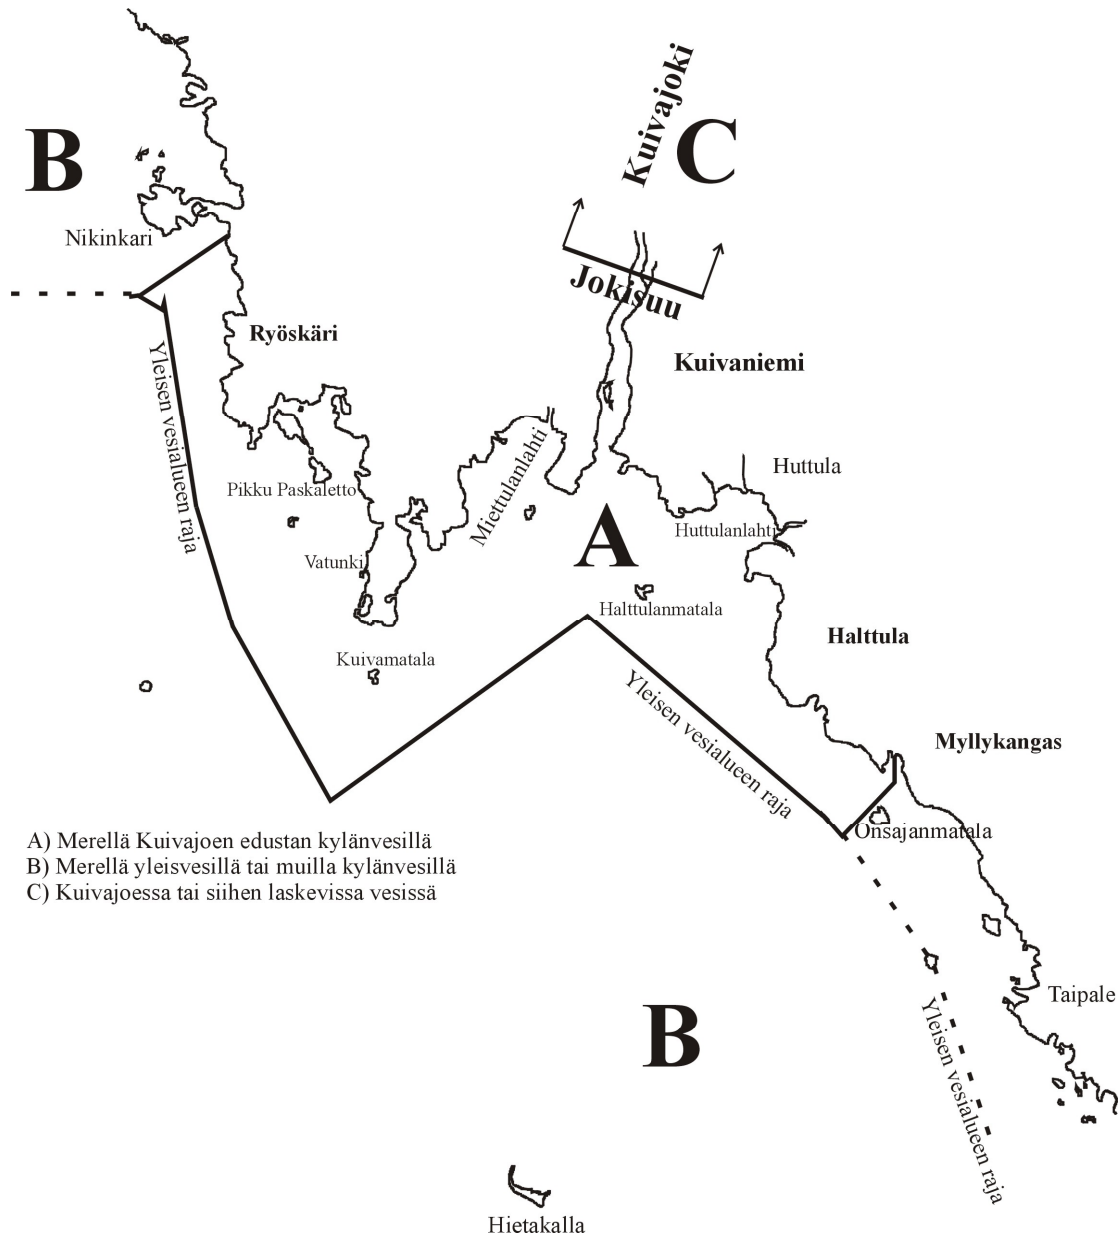 Kuivajoki
C
B
Nikinkari
Jokisuu
Ryöskäri
Kuivaniemi
Yleisen vesialueen raja
Miettulanlahti
Huttula
Pikku Paskaletto
A
Huttulanlahti
Vatunki
Halttulanmatala
Halttula
Kuivamatala
Yleisen vesialueen raja
Myllykangas
Onsajanmatala
A) Merellä Kuivajoen edustan kylänvesillä
B) Merellä yleisvesillä tai muilla kylänvesillä
C) Kuivajoessa tai siihen laskevissa vesissä
Taipale
B
Yleisen vesialueen raja
Hietakalla